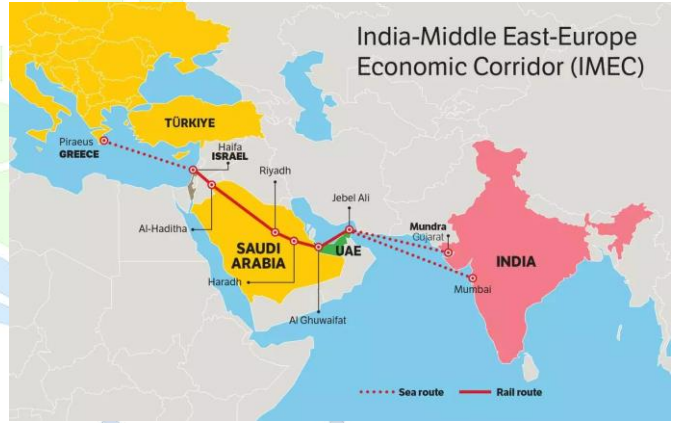 India-Middle East-Europe
Economic Corridor (IMEC)
TÜRKIYE
Piraeus
GREECE
Haifa
ISRAEL
Riyadh
Jebel Ali
Al-Haditha
Mundra
Gujarat
SAUDI
ARABIA
UAE
INDIA
Haradh
Mumbai
Al Ghuwaifat
Sea route
Rail route